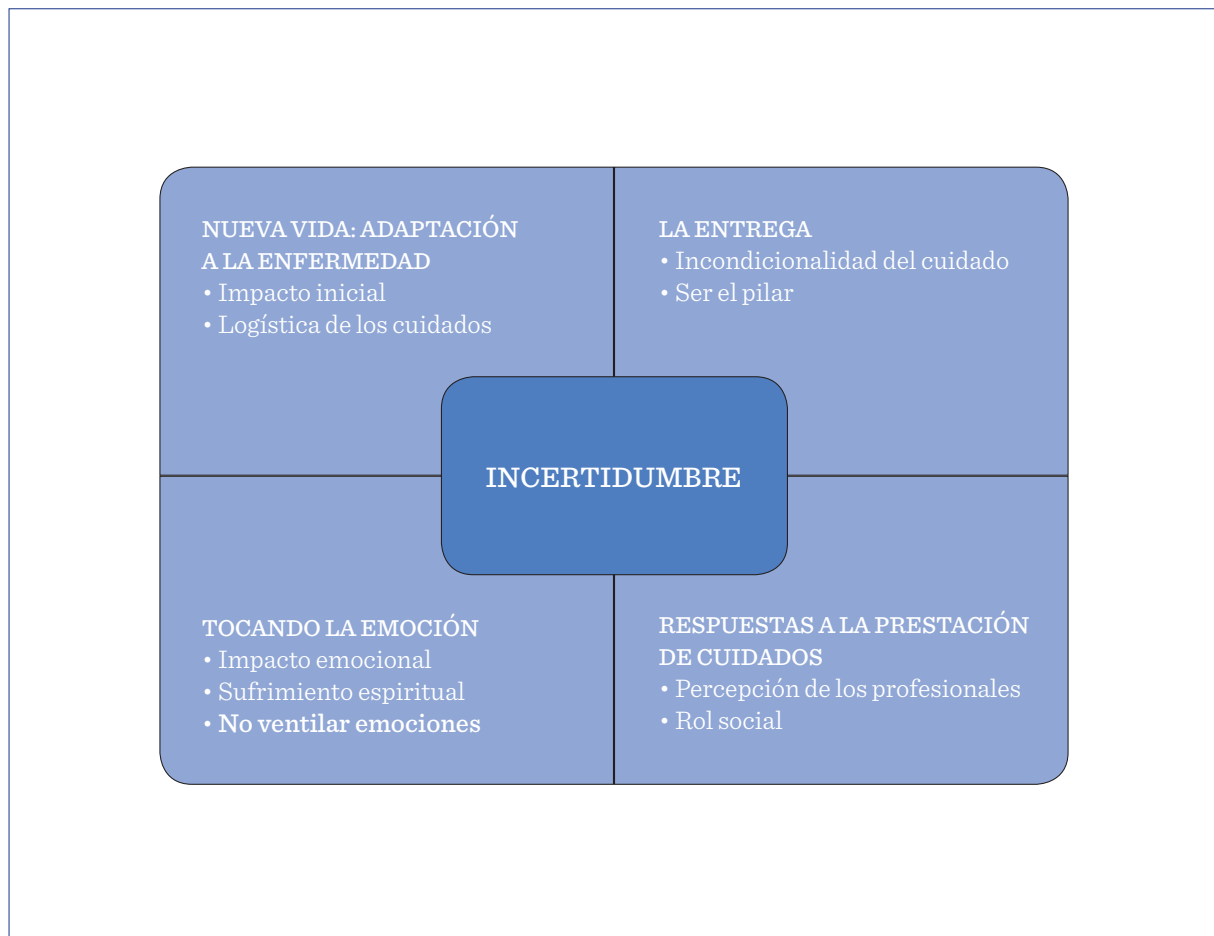 NUEVA VIDA: ADAPTACIÓN
A LA ENFERMEDAD
• Impacto inicial
• Logística de los cuidados
LA ENTREGA
• Incondicionalidad del cuidado
• Ser el pilar
INCERTIDUMBRE
TOCANDO LA EMOCIÓN
• Impacto emocional
• Sufrimiento espiritual
• No ventilar emociones
RESPUESTAS A LA PRESTACIÓN
DE CUIDADOS
• Percepción de los profesionales
• Rol social